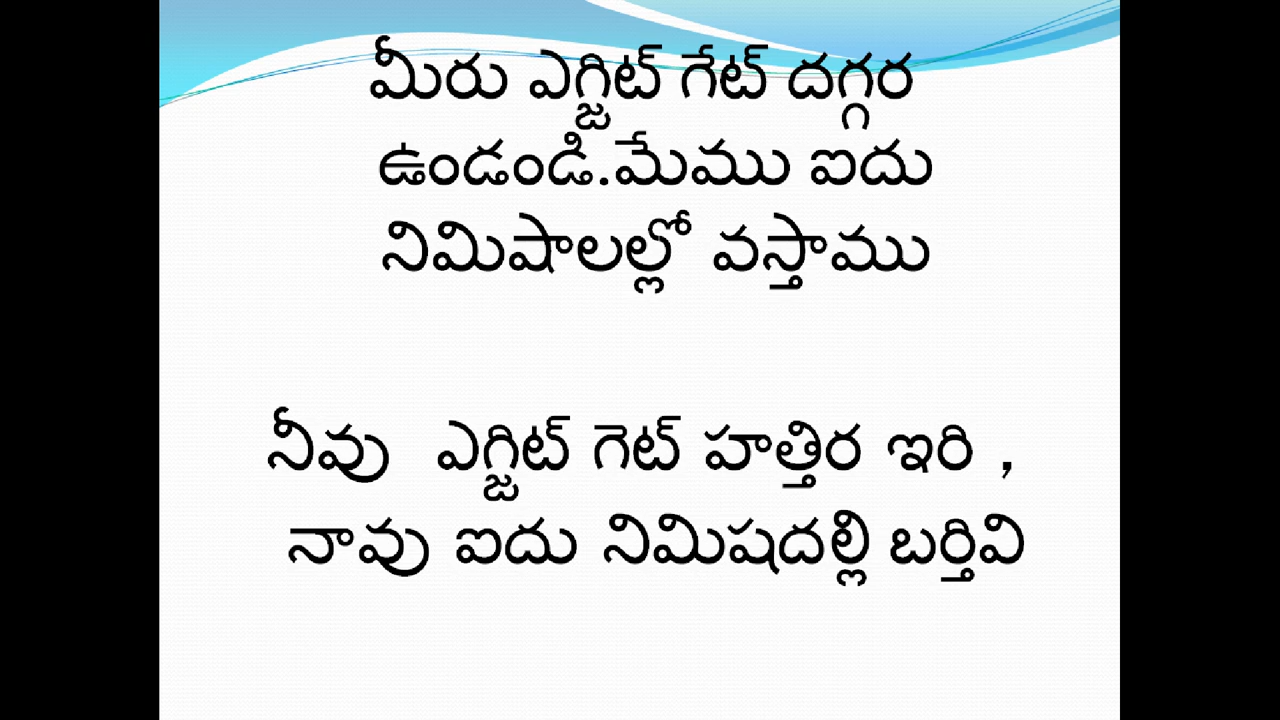 మీరు ఎగ్జిట్ గేట్ దగ్గర
ఉండండి.మేము ఐదు
నిమిషాలల్లో వస్తాము
నీవు ఎగ్జిట్ గెట్ హత్తిర ఇరి ,
నావు ఐదు నిమిషదల్లి బర్తివి